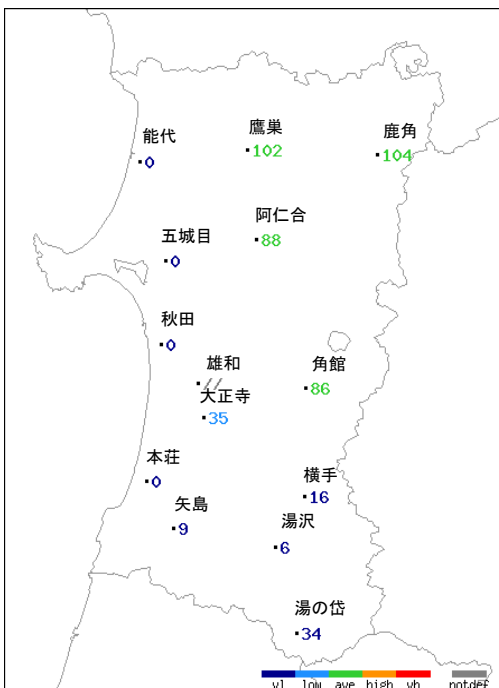 鷹巣
能代
鹿角
102
104
0
阿仁合
88
五城目
0
秋田
0
雄和
//
角館
86
大正寺
35
本荘
0
横手
16
矢島
9
湯沢
6
湯の岱
34
vl low ave high vh notdef